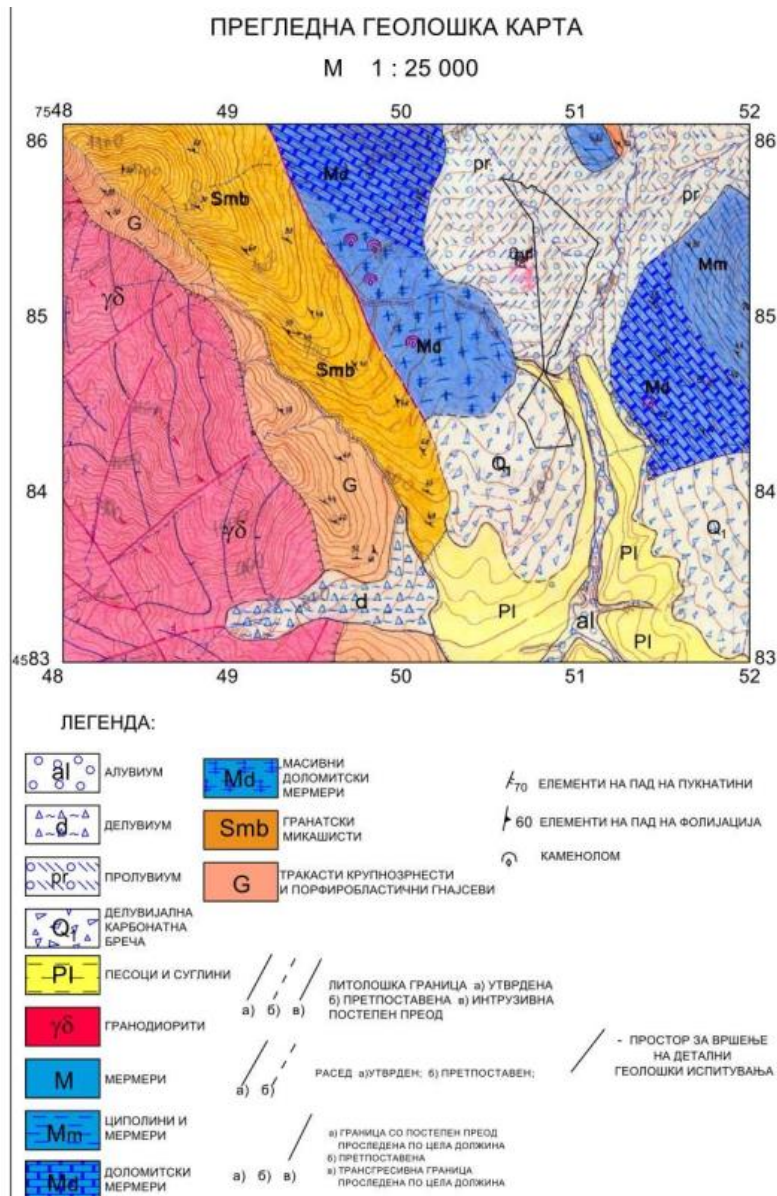 ПРЕГЛЕДНА ГЕОЛОШКА КАРТА
М 1 : 25 000
7548 49 50 51 52
86 86
pr
Md
pr
Smb
G
Mm
γδ
85 85
Md
Smb
Md
G
Q1
84 84
γδ
Q1
Pl
d
Pl
al
Pl
4583 83
48 49 50 51 52
ЛЕГЕНДА:
al АЛУВИУМ
d ДЕЛУВИУМ
pr ПРОЛУВИУМ
Q1 ДЕЛУВИЈАЛНА
КАРБОНАТНА
БРЕЧА
Pl ПЕСОЦИ И СУГЛИНИ
γδ ГРАНОДИОРИТИ
M МЕРМЕРИ
Mm ЦИПОЛИНИ И
МЕРМЕРИ
Md ДОЛОМИТСКИ
МЕРМЕРИ
Md МАСИВНИ
ДОЛОМИТСКИ
МЕРМЕРИ
Smb ГРАНАТСКИ
МИКАШИСТИ
G ТРАКАСТИ КРУПНОЗРНЕСТИ
И ПОРФИРОБЛАСТИЧНИ ГНАЈСЕВИ
70 ЕЛЕМЕНТИ НА ПАД НА ПУКНАТИНИ
60 ЕЛЕМЕНТИ НА ПАД НА ФОЛИЈАЦИЈА
КАМЕНОЛОМ
а) б) в)
ЛИТОЛОШКА ГРАНИЦА а) УТВРДЕНА
б) ПРЕТПОСТАВЕНА в) ИНТРУЗИВНА
ПОСТЕПЕН ПРЕОД
а) б)
РАСЕД а)УТВРДЕН; б) ПРЕТПОСТАВЕН;
а) б) в)
а) ГРАНИЦА СО ПОСТЕПЕН ПРЕОД
ПРОСЛЕДЕНА ПО ЦЕЛА ДОЛЖИНА
б) ПРЕТПОСТАВЕНА
в) ТРАНСГРЕСИВНА ГРАНИЦА
ПРОСЛЕДЕНА ПО ЦЕЛА ДОЛЖИНА
- ПРОСТОР ЗА ВРШЕЊЕ
НА ДЕТАЛНИ
ГЕОЛОШКИ ИСПИТУВАЊА